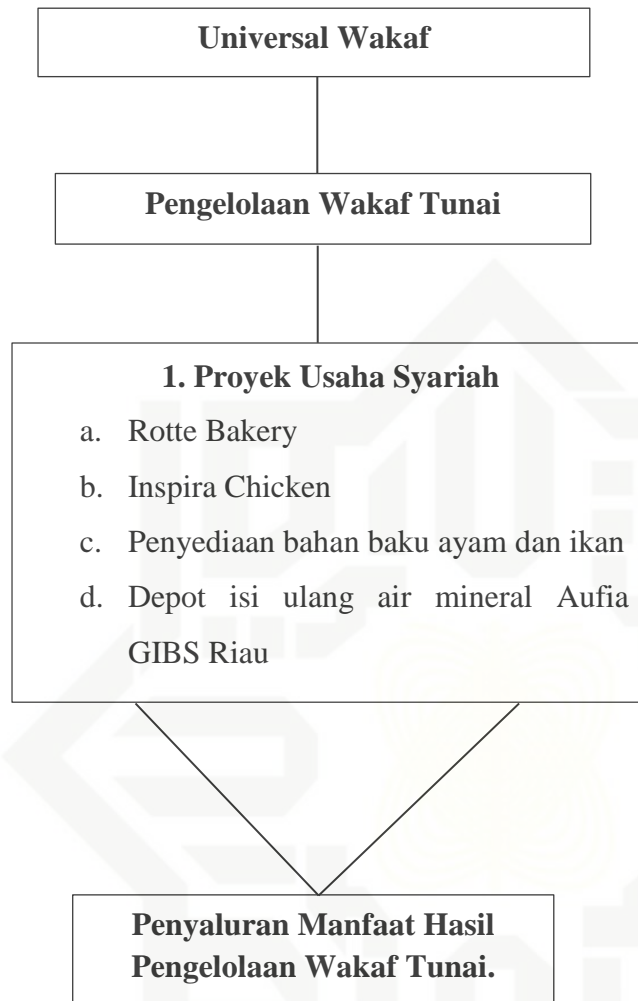 Universal Wakaf
Pengelolaan Wakaf Tunai
1. Proyek Usaha Syariah
a. Rotte Bakery
b. Inspira Chicken
c. Penyediaan bahan baku ayam dan ikan
d. Depot isi ulang air mineral Aufia
GIBS Riau
Penyaluran Manfaat Hasil
Pengelolaan Wakaf Tunai.